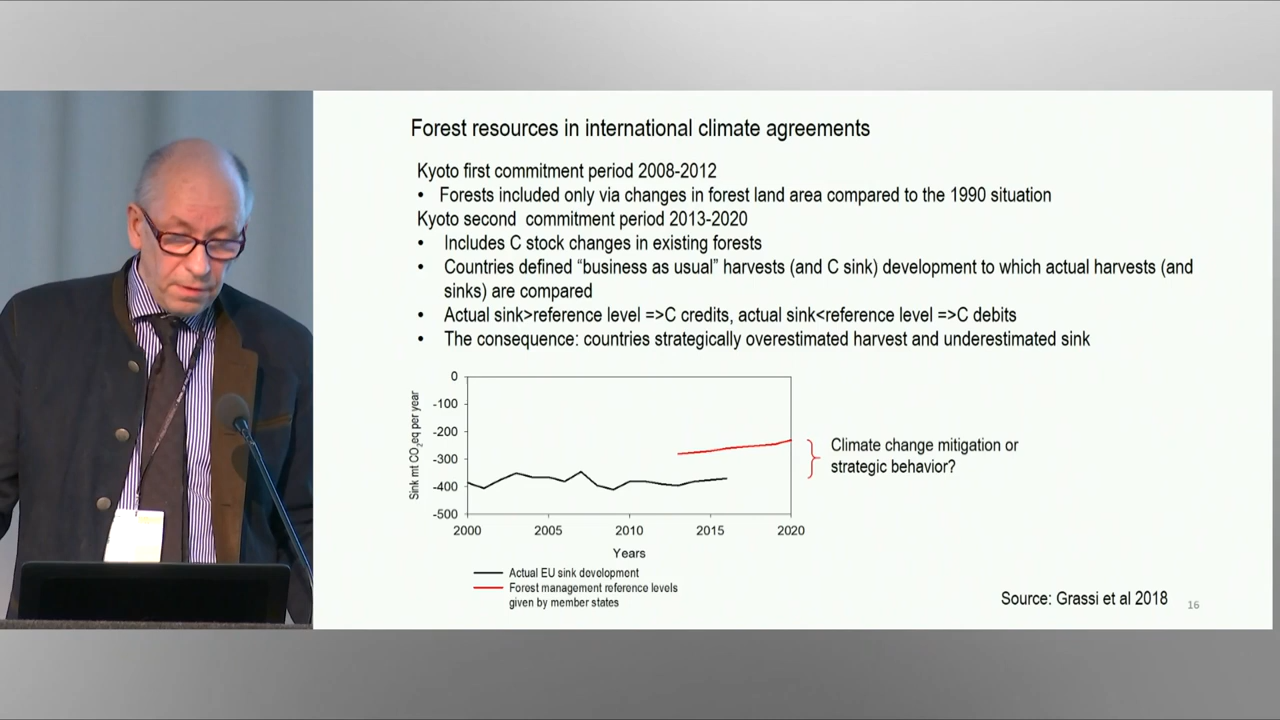 Forest resources in international climate agreements
Kyoto first commitment period 2008-2012
• Forests included only via changes in forest land area compared to the 1990 situation
Kyoto second commitment period 2013-2020
• Includes C stock changes in existing forests
• Countries defined “business as usual” harvests (and C sink) development to which actual harvests (and
sinks) are compared
• Actual sink>reference level =>C credits, actual sink<reference level =>C debits
• The consequence: countries strategically overestimated harvest and underestimated sink
Sink mt CO2eq per year
0
-100
-200
-300
-400
-500
2000 2005 2010 2015 2020
Years
Climate change mitigation or
strategic behavior?
Actual EU sink development
Forest management reference levels
given by member states
Source: Grassi et al 2018
16